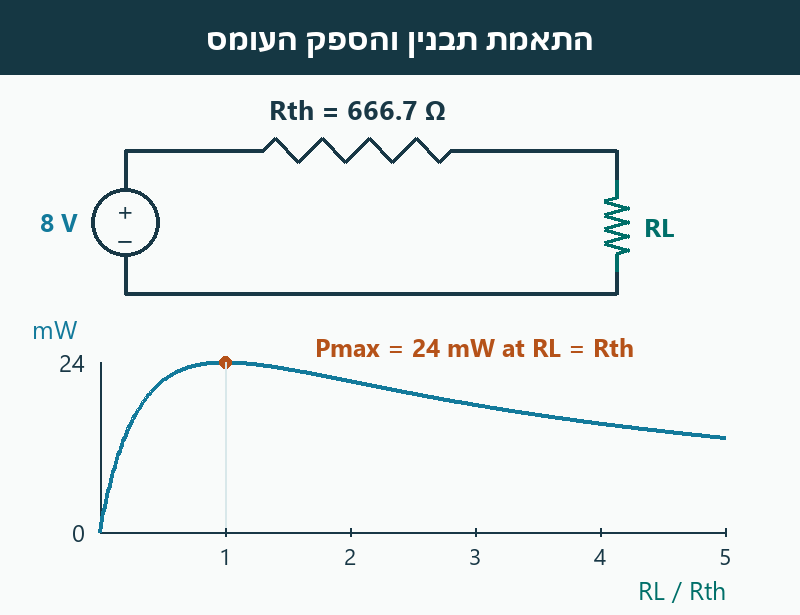 התאמת תבנין והספק העומס
Rth = 666.7 Ω
+
8 V
−
RL
mW
Pmax = 24 mW at RL = Rth
24
0
1 2 3 4 5
RL / Rth